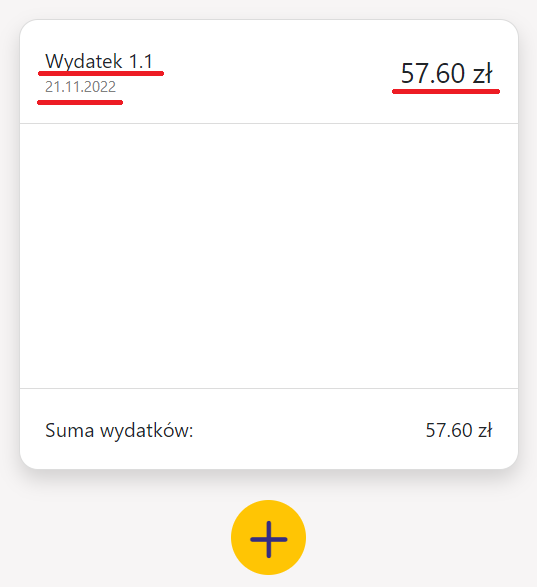 Wydatek 1.1
57.60 zł
21.11.2022
Suma wydatków: 57.60 zł